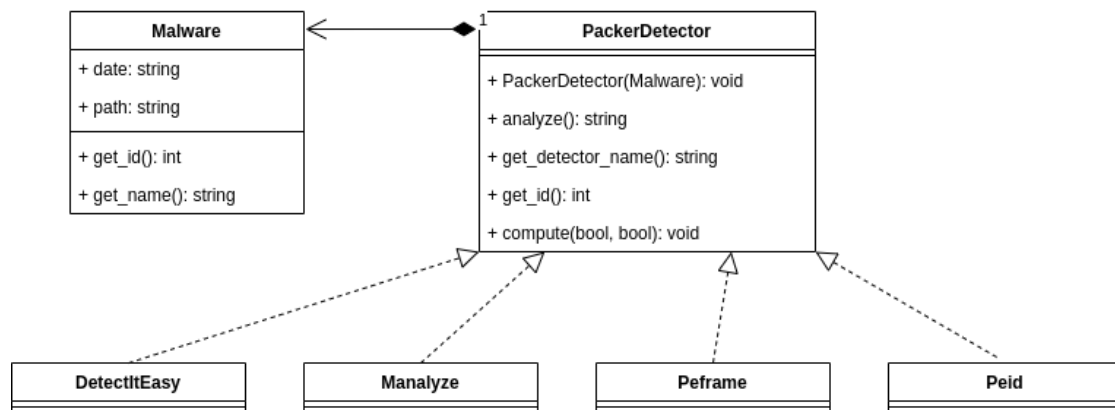 Malware
+ date: string
+ path: string
+ get_id(): int
+ get_name(): string
1
PackerDetector
+ PackerDetector(Malware): void
+ analyze(): string
+ get_detector_name(): string
+ get_id(): int
+ compute(bool, bool): void
DetectItEasy
Manalyze
Peframe
Peid